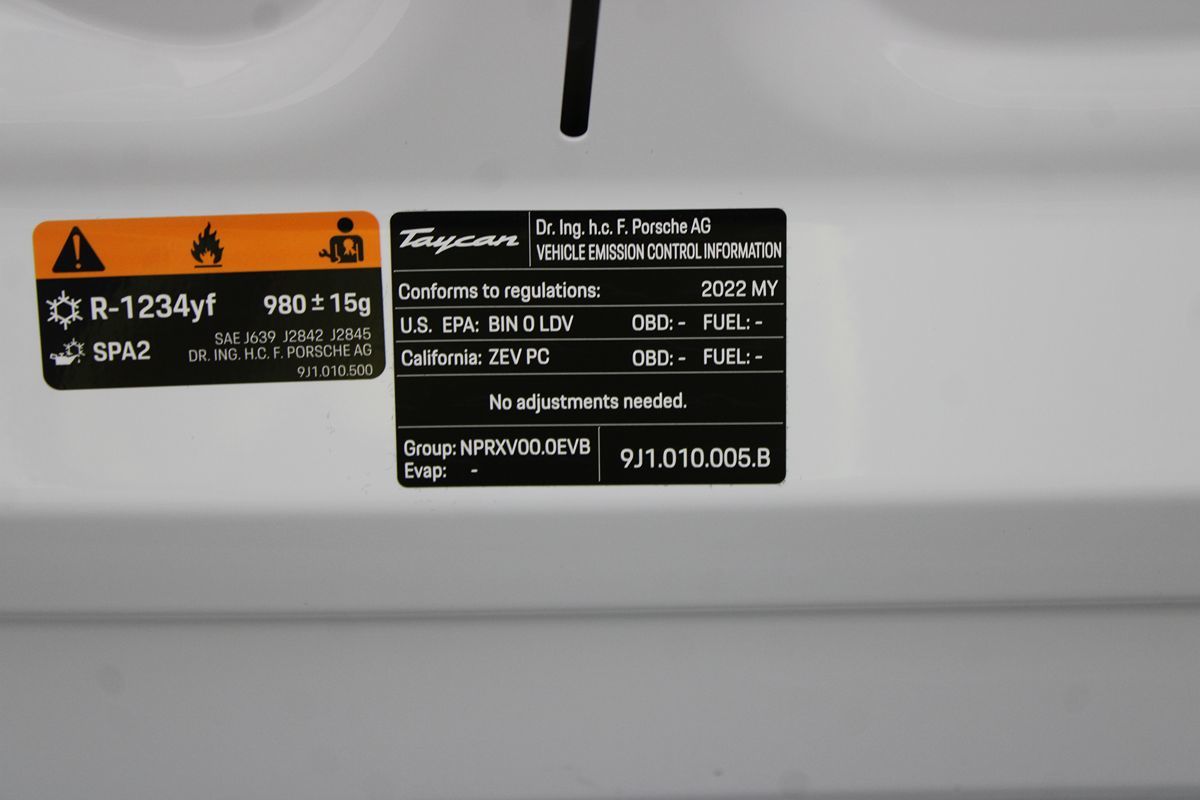 R-1234yf 980 ± 15g
SPA2
SAE J639 J2842 J2845
DR. ING. H.C. F. PORSCHE AG
9J1.010.500
Taycan
Dr. Ing. h.c. F. Porsche AG
VEHICLE EMISSION CONTROL INFORMATION
Conforms to regulations: 2022 MY
U.S. EPA: BIN 0 LDV OBD: - FUEL: -
California: ZEV PC OBD: - FUEL: -
No adjustments needed.
Group: NPRXV00.0EVB
Evap: -
9J1.010.005.B